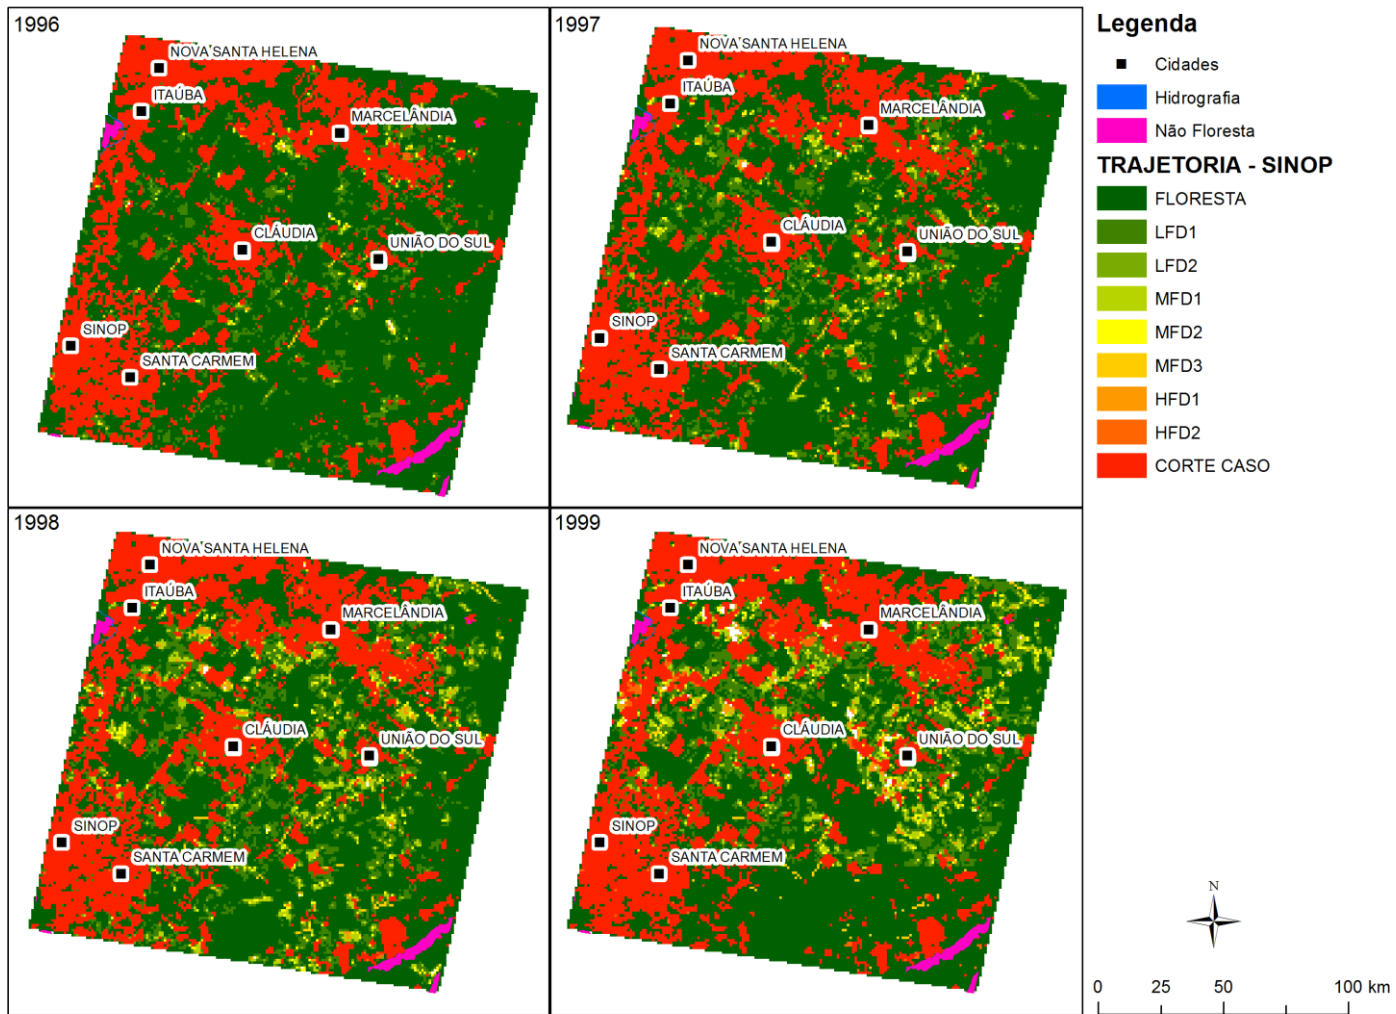 1996
NOVA SANTA HELENA
ITAÚBA
MARCELÂNDIA
CLÁUDIA
UNIÃO DO SUL
SINOP
SANTA CARMEM
1997
NOVA SANTA HELENA
ITAÚBA
MARCELÂNDIA
CLÁUDIA
UNIÃO DO SUL
SINOP
SANTA CARMEM
1998
NOVA SANTA HELENA
ITAÚBA
MARCELÂNDIA
CLÁUDIA
UNIÃO DO SUL
SINOP
SANTA CARMEM
1999
NOVA SANTA HELENA
ITAÚBA
MARCELÂNDIA
CLÁUDIA
UNIÃO DO SUL
SINOP
SANTA CARMEM
Legenda
Cidades
Hidrografia
Não Floresta
TRAJETORIA - SINOP
FLORESTA
LFD1
LFD2
MFD1
MFD2
MFD3
HFD1
HFD2
CORTE CASO
N
0 25 50 100 km